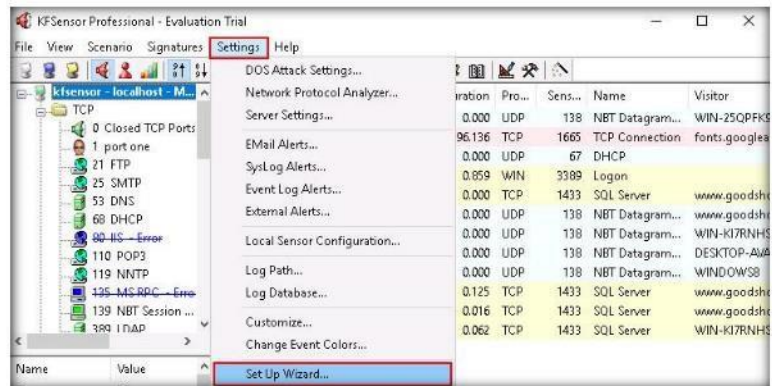 KFSensor Professional - Evaluation Trial
File View Scenario Signatures Settings Help
kfsensor - localhost - M...
TCP
0 Closed TCP Ports
1 port one
21 FTP
25 SMTP
53 DNS
68 DHCP
80 IIS - Error
110 POP3
119 NNTP
135 MS RPC - Erro
139 NBT Session ...
389 LDAP
Name Value
DOS Attack Settings...
Network Protocol Analyzer...
Server Settings...
EMail Alerts...
SysLog Alerts...
Event Log Alerts...
External Alerts...
Local Sensor Configuration...
Log Path...
Log Database...
Customize...
Change Event Colors...
Set Up Wizard...
uration Pro... Sens... Name Visitor
0.000 UDP 138 NBT Datagram... WIN-25QPFK9
96.136 TCP 1665 TCP Connection fonts.googlea
0.000 UDP 67 DHCP
0.859 WIN 3389 Logon
0.000 TCP 1433 SQL Server www.goodsho
0.000 UDP 138 NBT Datagram... www.goodsho
0.000 UDP 138 NBT Datagram... WIN-KI7RNHS
0.000 UDP 138 NBT Datagram... DESKTOP-AVA
0.000 UDP 138 NBT Datagram... WINDOWS8
0.125 TCP 1433 SQL Server www.goodsho
0.016 TCP 1433 SQL Server www.goodsho
0.062 TCP 1433 SQL Server WIN-KI7RNHS